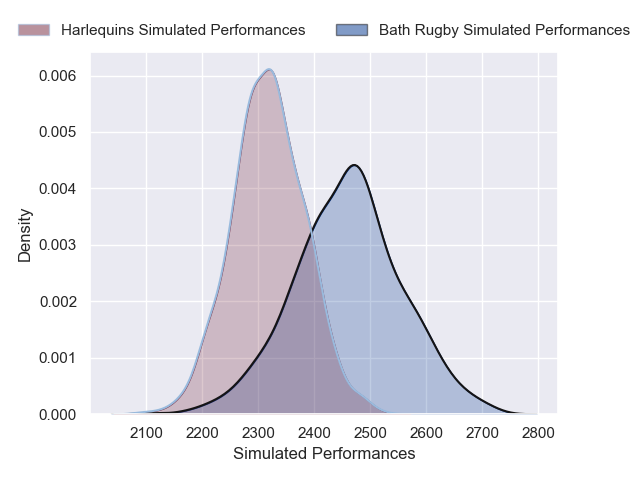 Harlequins Simulated Performances Bath Rugby Simulated Performances
0.006
0.005
0.004
0.003
0.002
0.001
0.000
Density
2100 2200 2300 2400 2500 2600 2700 2800
Simulated Performances